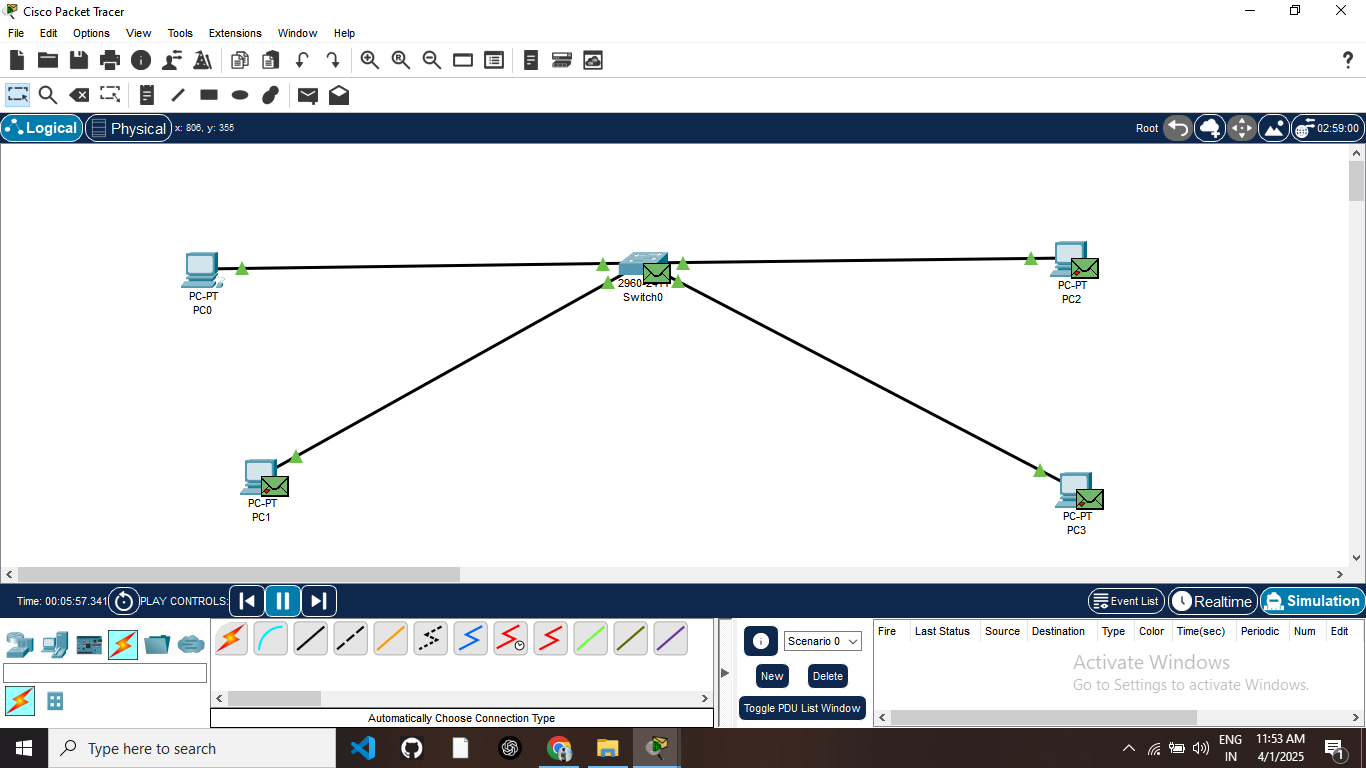 Cisco Packet Tracer
File Edit Options View Tools Extensions Window Help
?
Logical Physical x: 806, y: 355 Root 02:59:00
PC-PT
PC0
2960-24TT
Switch0
PC-PT
PC2
PC-PT
PC1
PC-PT
PC3
Time: 00:05:57.341 PLAY CONTROLS: Event List Realtime Simulation
Scenario 0
New Delete
Toggle PDU List Window
Fire Last Status Source Destination Type Color Time(sec) Periodic Num Edit
Activate Windows
Go to Settings to activate Windows.
Automatically Choose Connection Type
Type here to search
ENG
IN
11:53 AM
4/1/2025
1